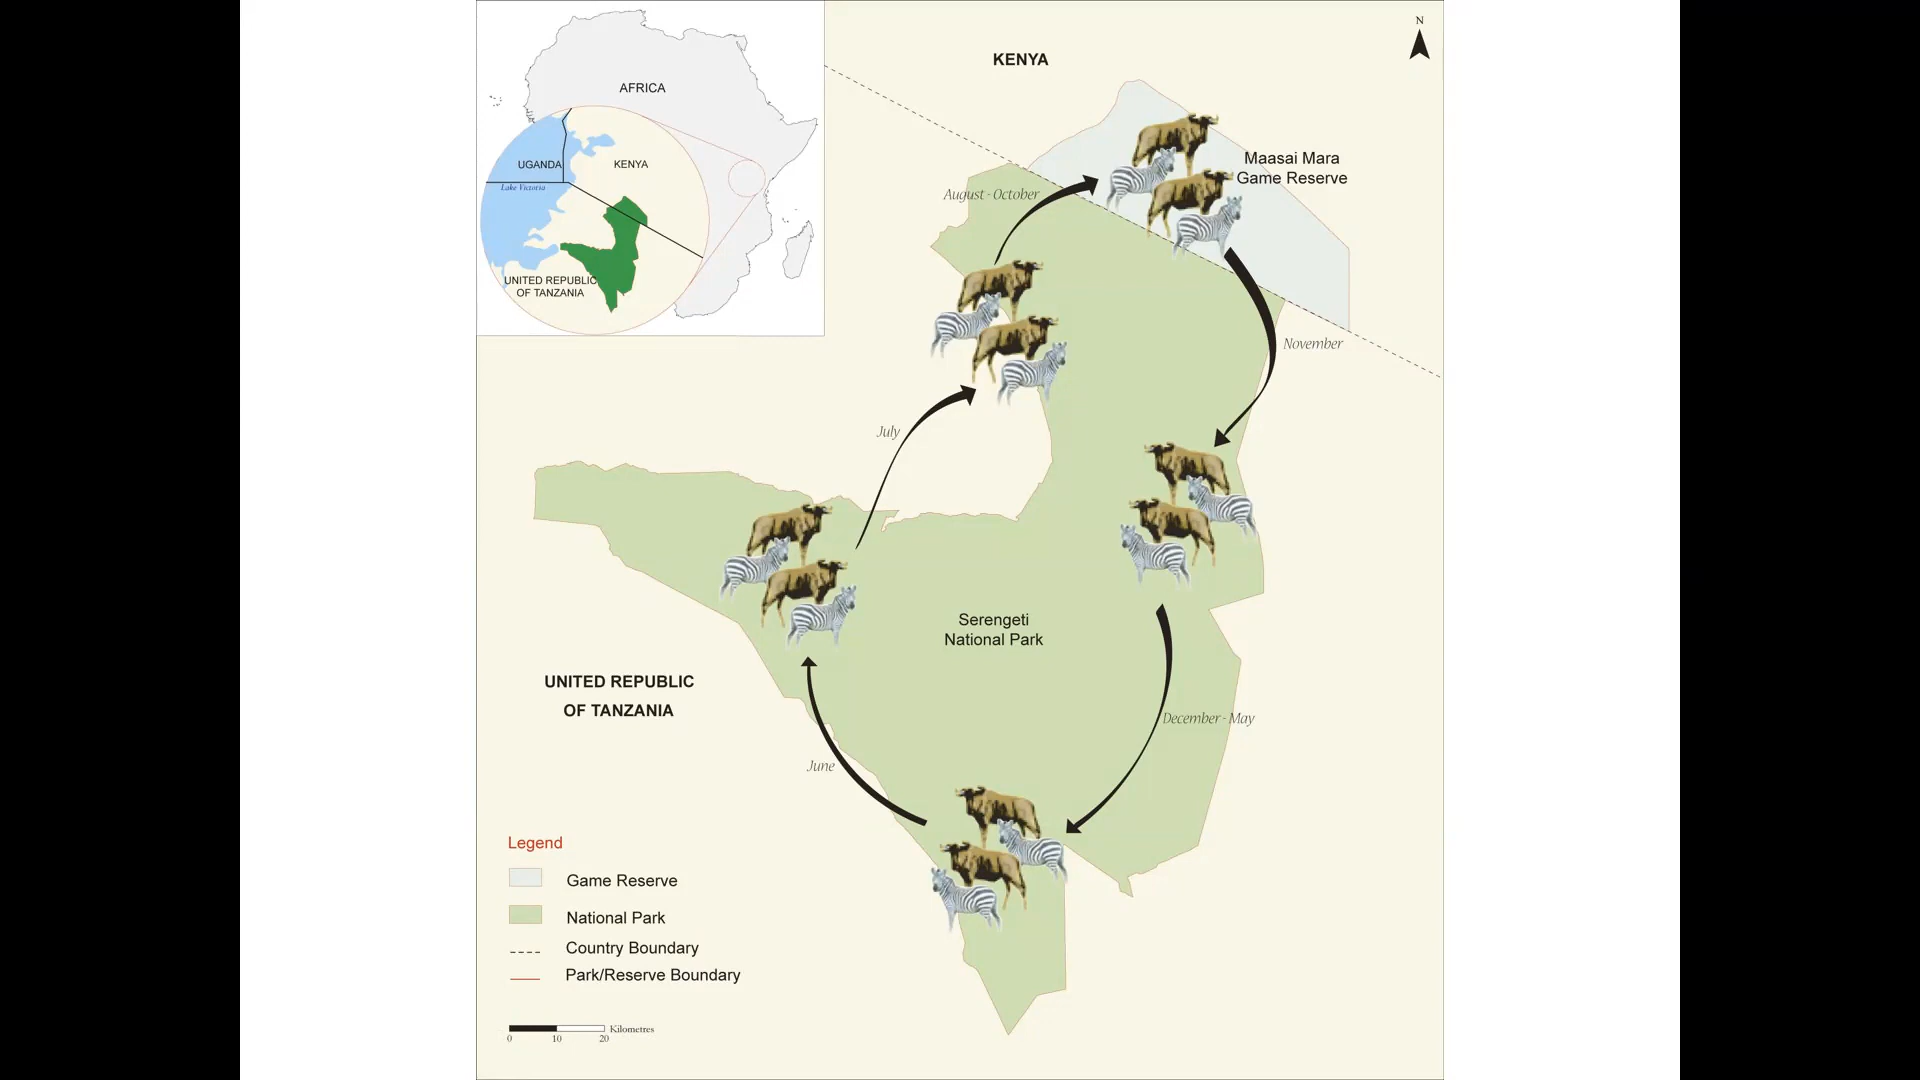 AFRICA
UGANDA
KENYA
Lake Victoria
UNITED REPUBLIC
OF TANZANIA
N
KENYA
Maasai Mara
Game Reserve
August - October
November
July
Serengeti
National Park
UNITED REPUBLIC
OF TANZANIA
December - May
June
Legend
Game Reserve
National Park
Country Boundary
Park/Reserve Boundary
Kilometres
0 10 20